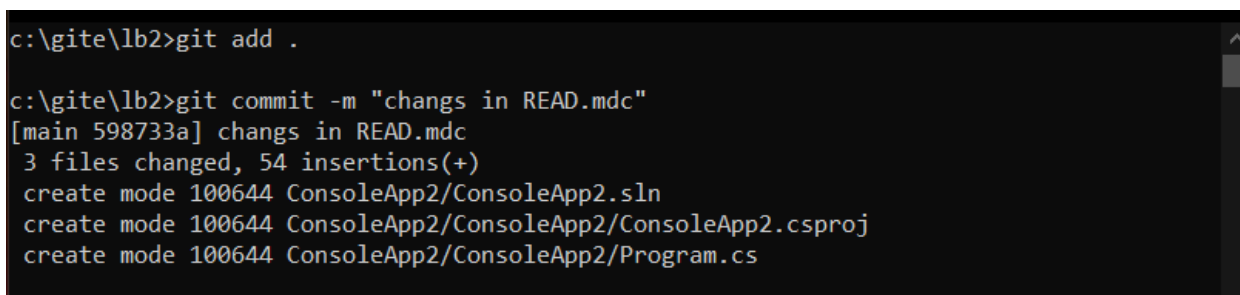 c:\gite\lb2>git add .
c:\gite\lb2>git commit -m "changs in READ.mdc"
[main 598733a] changs in READ.mdc
 3 files changed, 54 insertions(+)
 create mode 100644 ConsoleApp2/ConsoleApp2.sln
 create mode 100644 ConsoleApp2/ConsoleApp2/ConsoleApp2.csproj
 create mode 100644 ConsoleApp2/ConsoleApp2/Program.cs